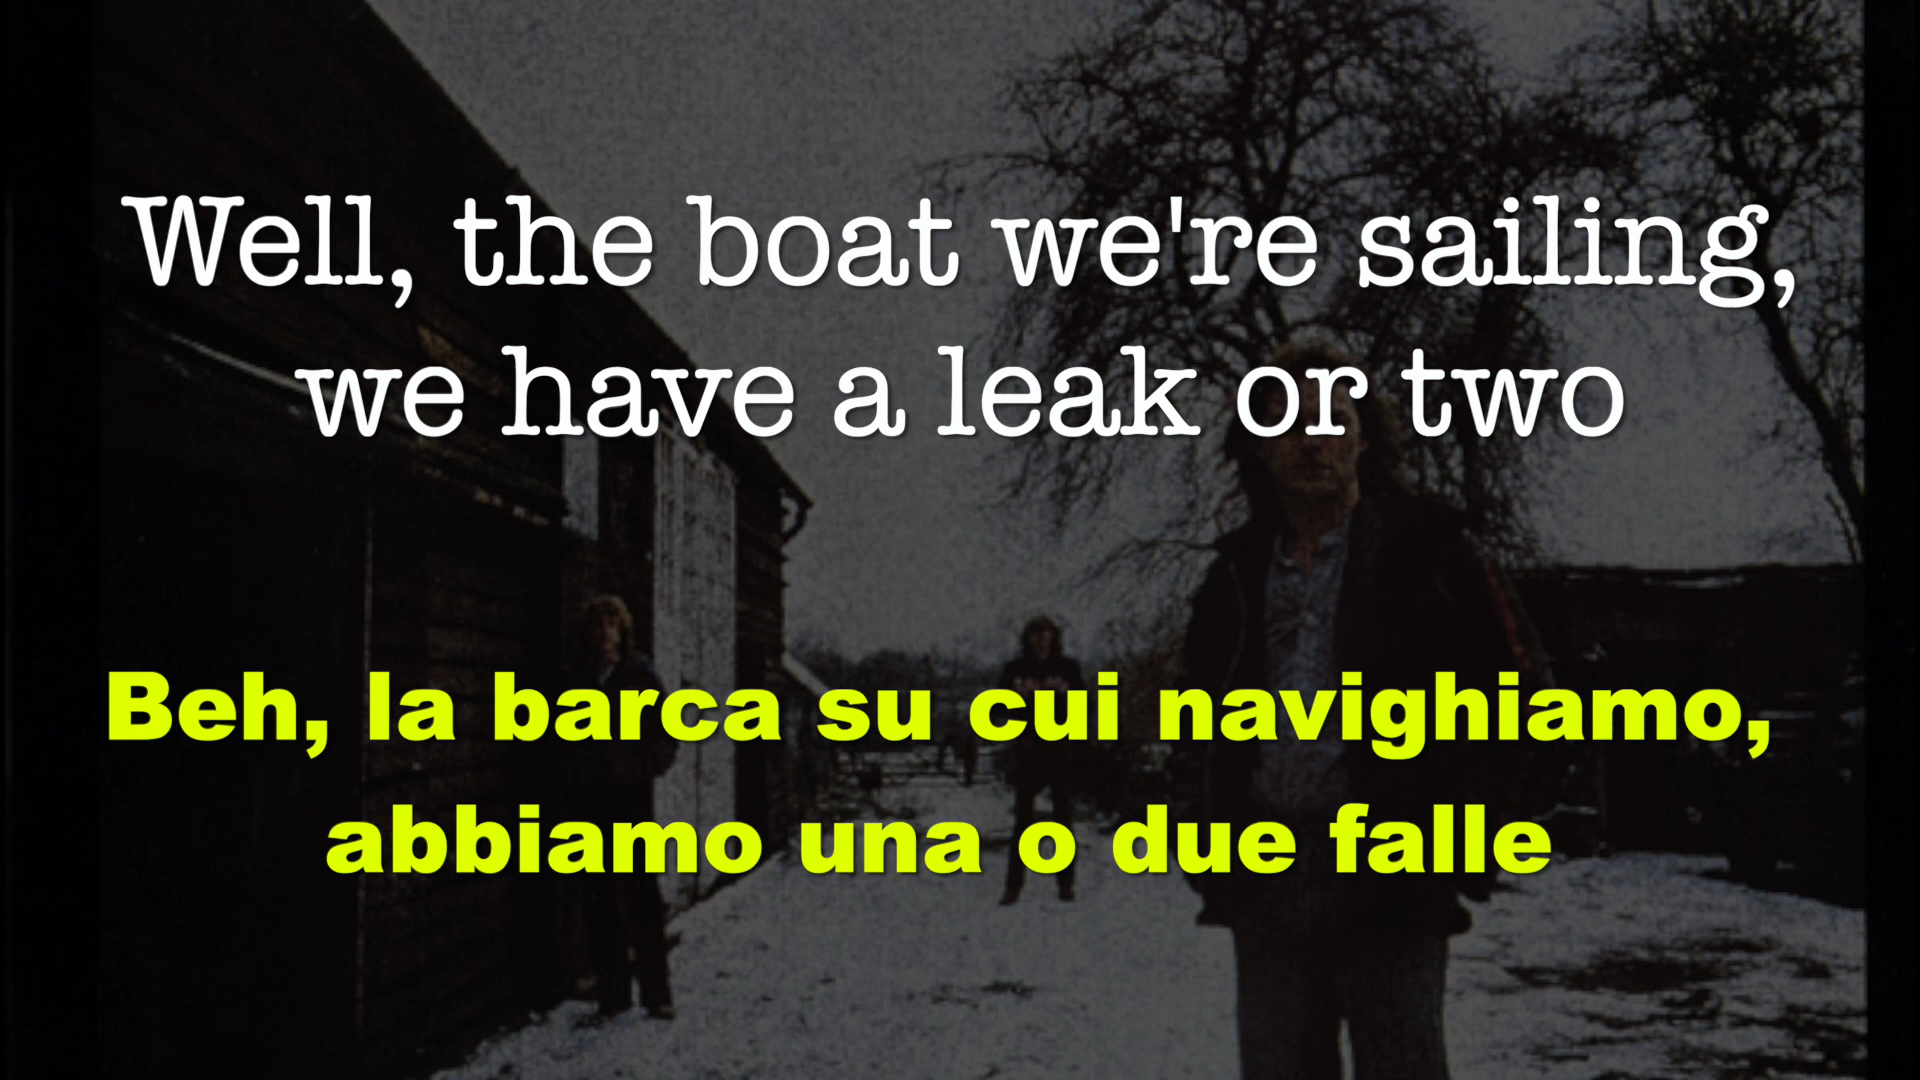 Well, the boat we're sailing,
we have a leak or two
Beh, la barca su cui navighiamo,
abbiamo una o due falle